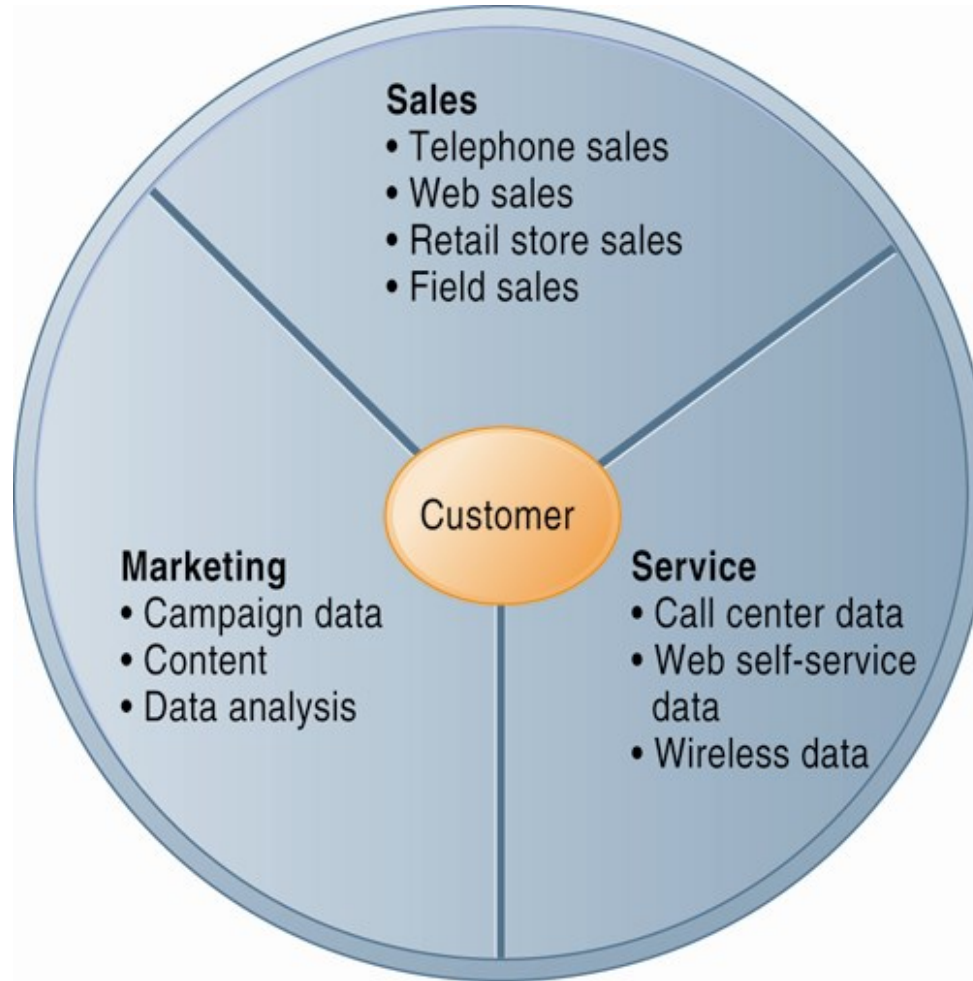 Sales
• Telephone sales
• Web sales
• Retail store sales
• Field sales
Customer
Marketing
• Campaign data
• Content
• Data analysis
Service
• Call center data
• Web self-service
data
• Wireless data